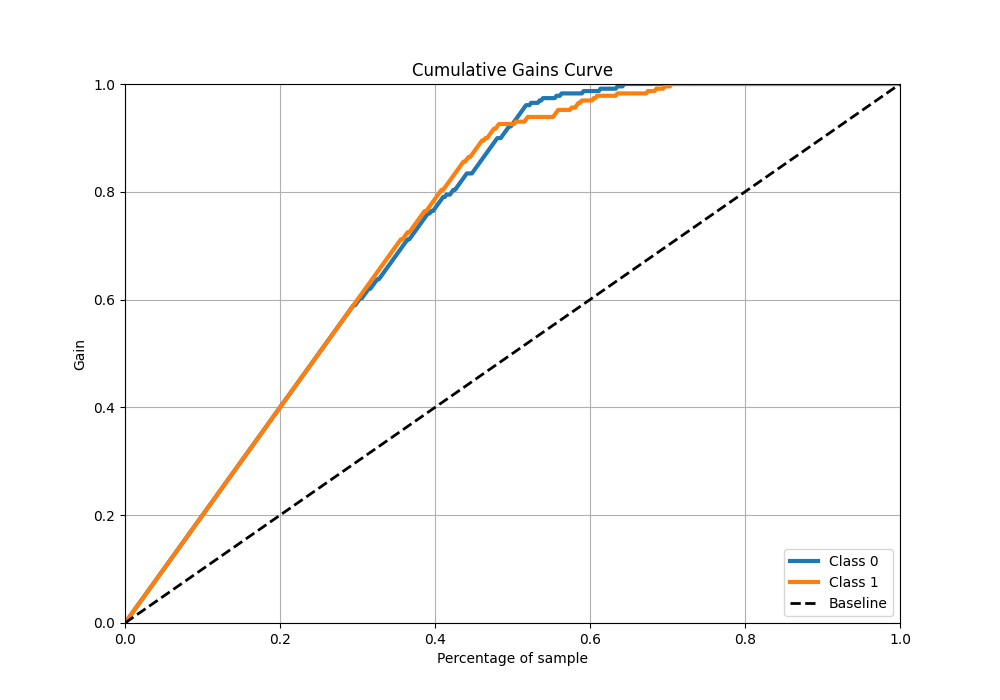 Cumulative Gains Curve
1.0
0.8
0.6
0.4
0.2
0.0
Gain
0.0 0.2 0.4 0.6 0.8 1.0
Percentage of sample
Class 0
Class 1
Baseline